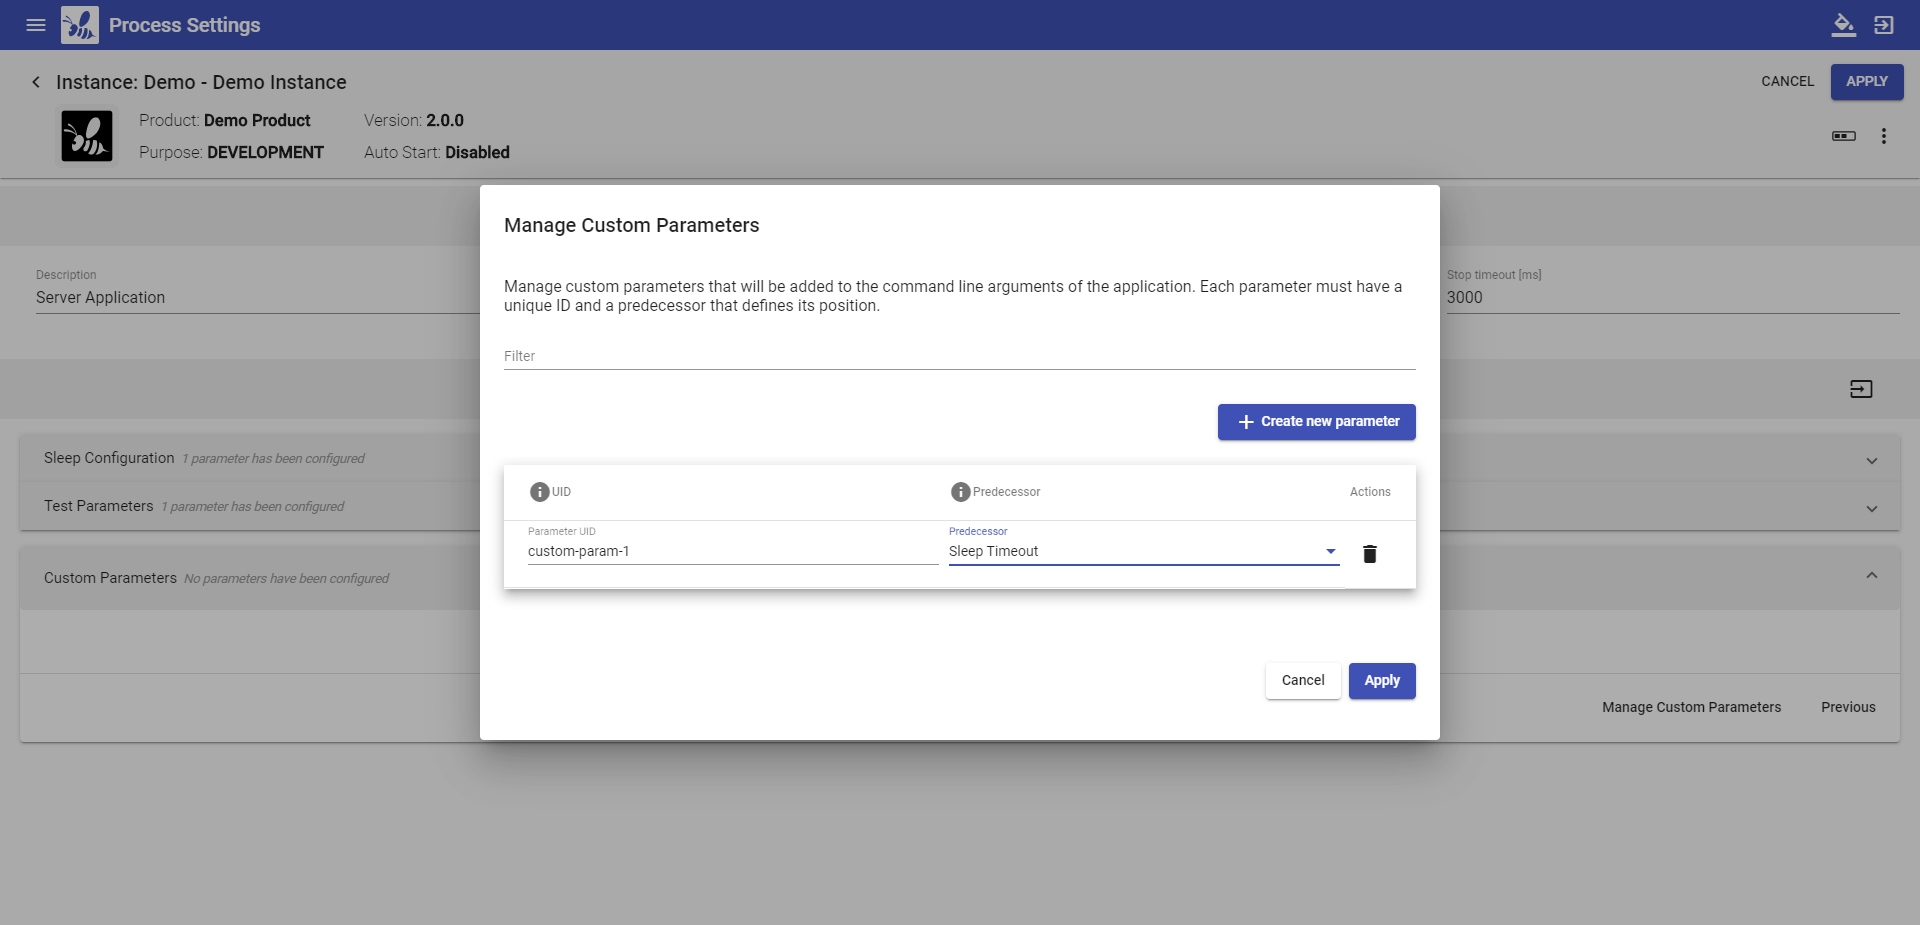 Process Settings
Instance: Demo - Demo Instance
CANCEL
APPLY
Product: Demo Product
Version: 2.0.0
Purpose: DEVELOPMENT
Auto Start: Disabled
Manage Custom Parameters
Manage custom parameters that will be added to the command line arguments of the application. Each parameter must have a
unique ID and a predecessor that defines its position.
Filter
Create new parameter
UID
Predecessor
Actions
Parameter UID
Predecessor
custom-param-1
Sleep Timeout
Cancel
Apply
Description
Server Application
Stop timeout [ms]
3000
Sleep Configuration 1 parameter has been configured
Test Parameters 1 parameter has been configured
Custom Parameters No parameters have been configured
Manage Custom Parameters
Previous